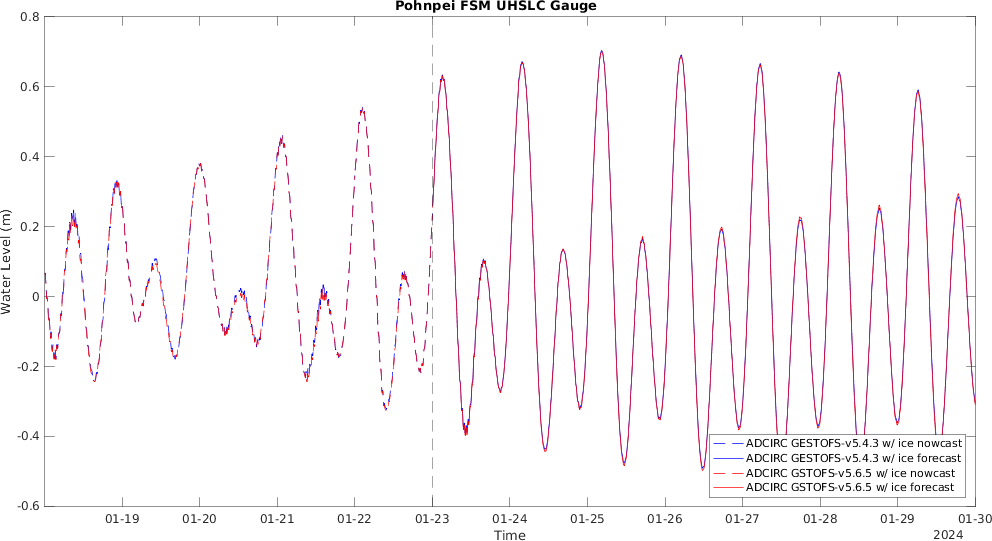 Pohnpei FSM UHSLC Gauge
0.8
0.6
0.4
0.2
0
-0.2
-0.4
-0.6
Water Level (m)
ADCIRC GESTOFS-v5.4.3 w/ ice nowcast
ADCIRC GESTOFS-v5.4.3 w/ ice forecast
ADCIRC GSTOFS-v5.6.5 w/ ice nowcast
ADCIRC GSTOFS-v5.6.5 w/ ice forecast
01-19 01-20 01-21 01-22 01-23 01-24 01-25 01-26 01-27 01-28 01-29 01-30
Time
2024